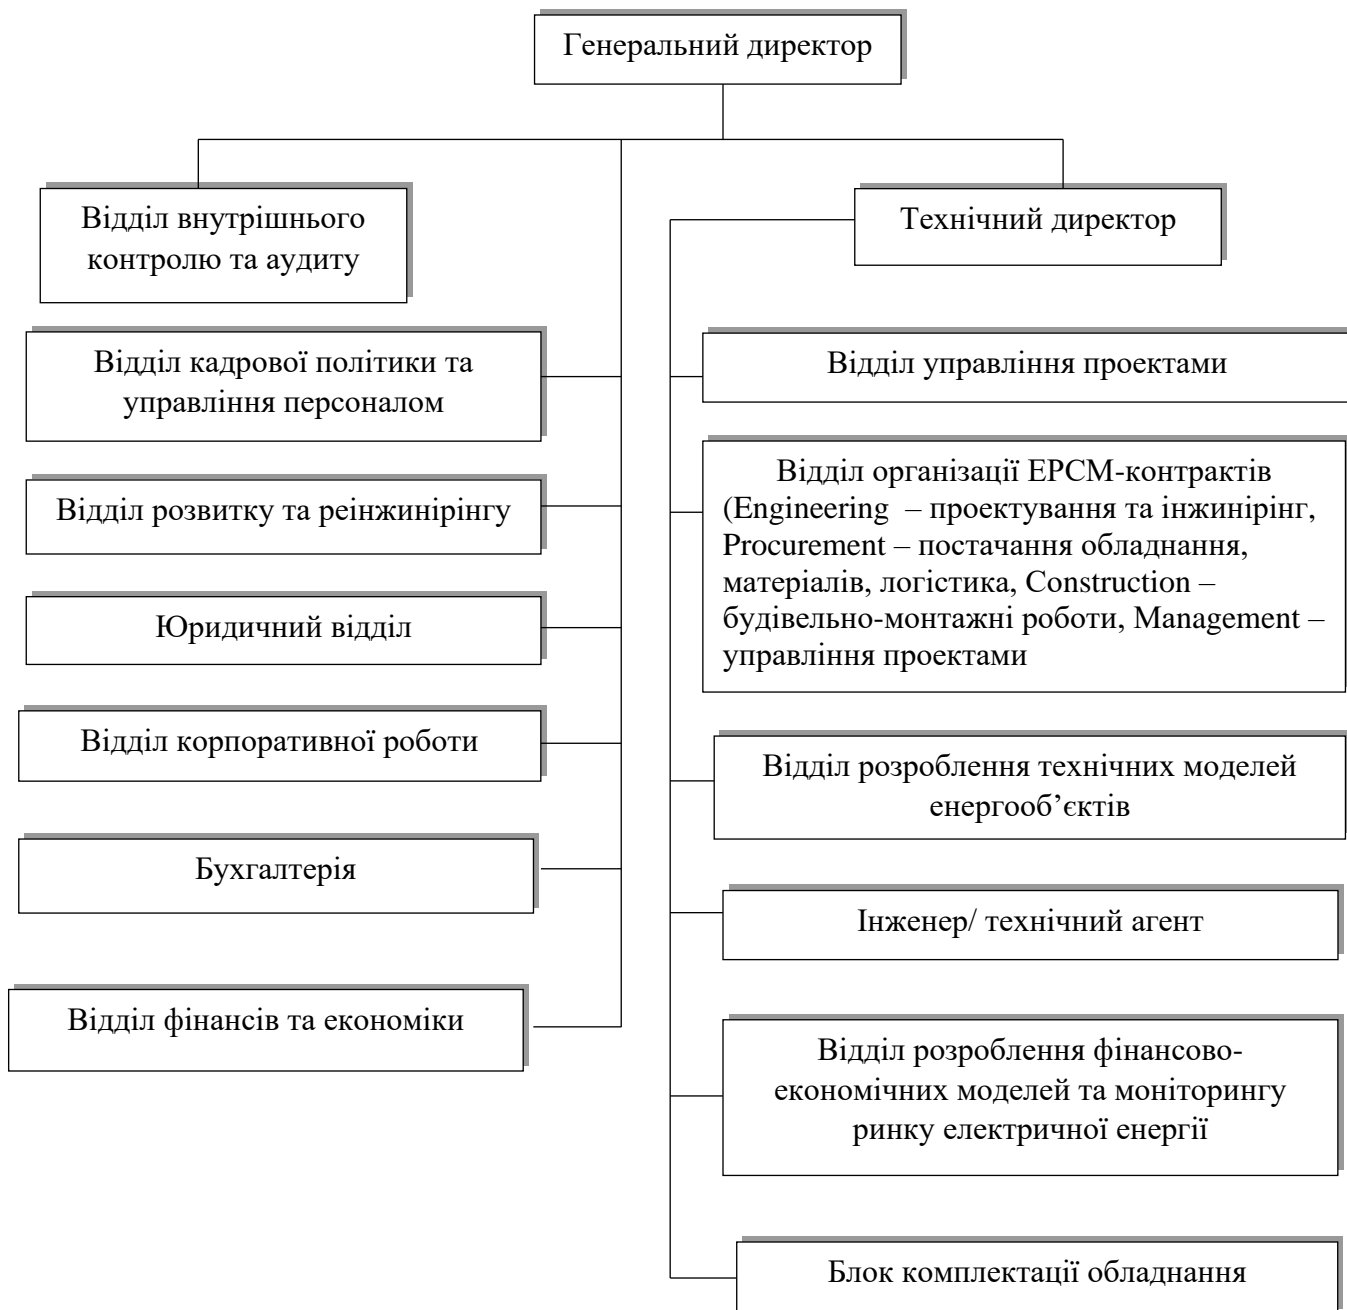 Генеральний директор
Відділ внутрішнього
контролю та аудиту
Технічний директор
Відділ кадрової політики та
управління персоналом
Відділ розвитку та реінжинірінгу
Юридичний відділ
Відділ корпоративної роботи
Бухгалтерія
Відділ фінансів та економіки
Відділ управління проектами
Відділ організації EPCM-контрактів
(Engineering – проектування та інжинірінг,
Procurement – постачання обладнання,
матеріалів, логістика, Construction –
будівельно-монтажні роботи, Management –
управління проектами
Відділ розроблення технічних моделей
енергооб’єктів
Інженер/ технічний агент
Відділ розроблення фінансово-
економічних моделей та моніторингу
ринку електричної енергії
Блок комплектації обладнання